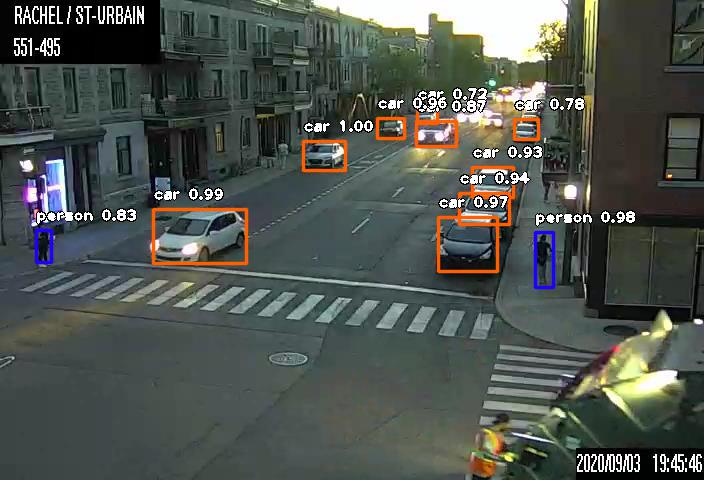 RACHEL / ST-URBAIN
551-495
car 0.72
car 0.96
0.87
car 0.78
car 1.00
car 0.93
car 0.94
car 0.99
car 0.97
person 0.83
person 0.98
2020/09/03 19:45:46